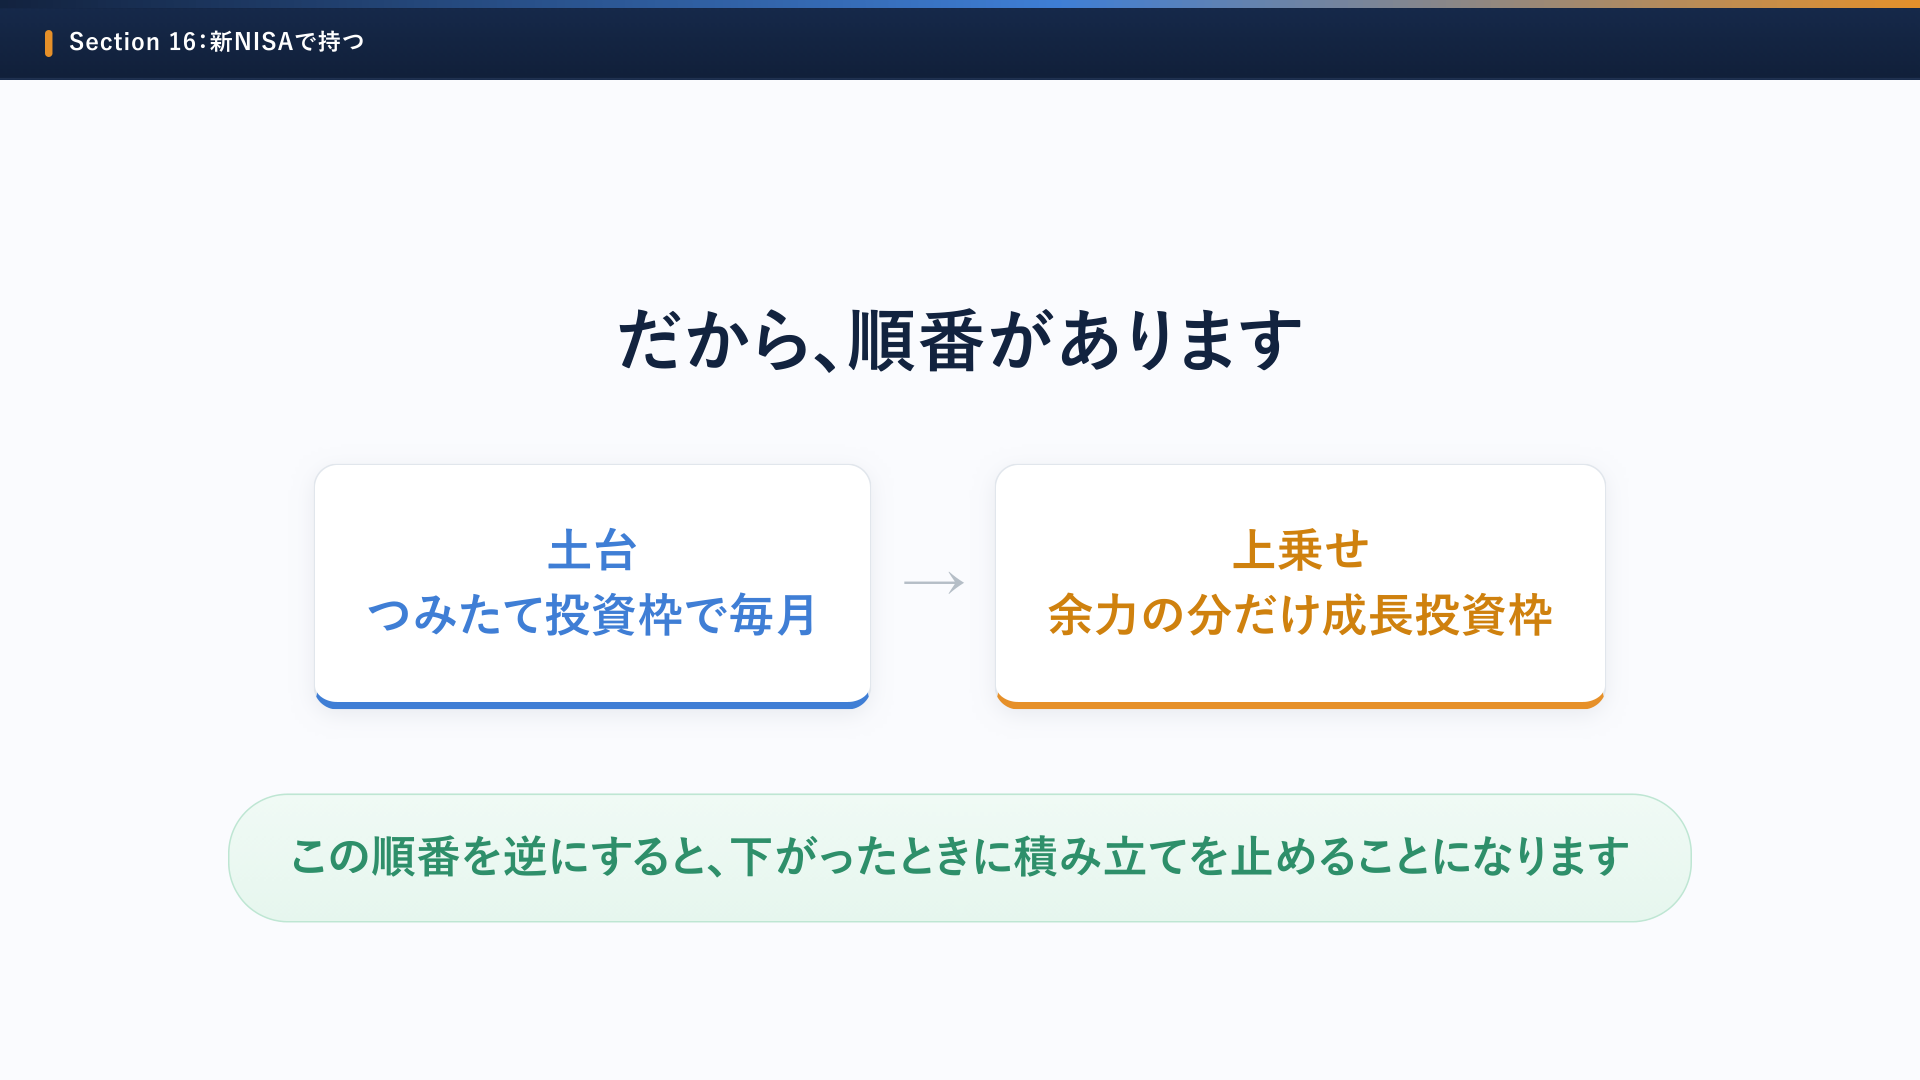 Section 16：新NISAで持つ
だから、順番があります
土台
つみたて投資枠で毎月
→
上乗せ
余力の分だけ成長投資枠
この順番を逆にすると、下がったときに積み立てを止めることになります